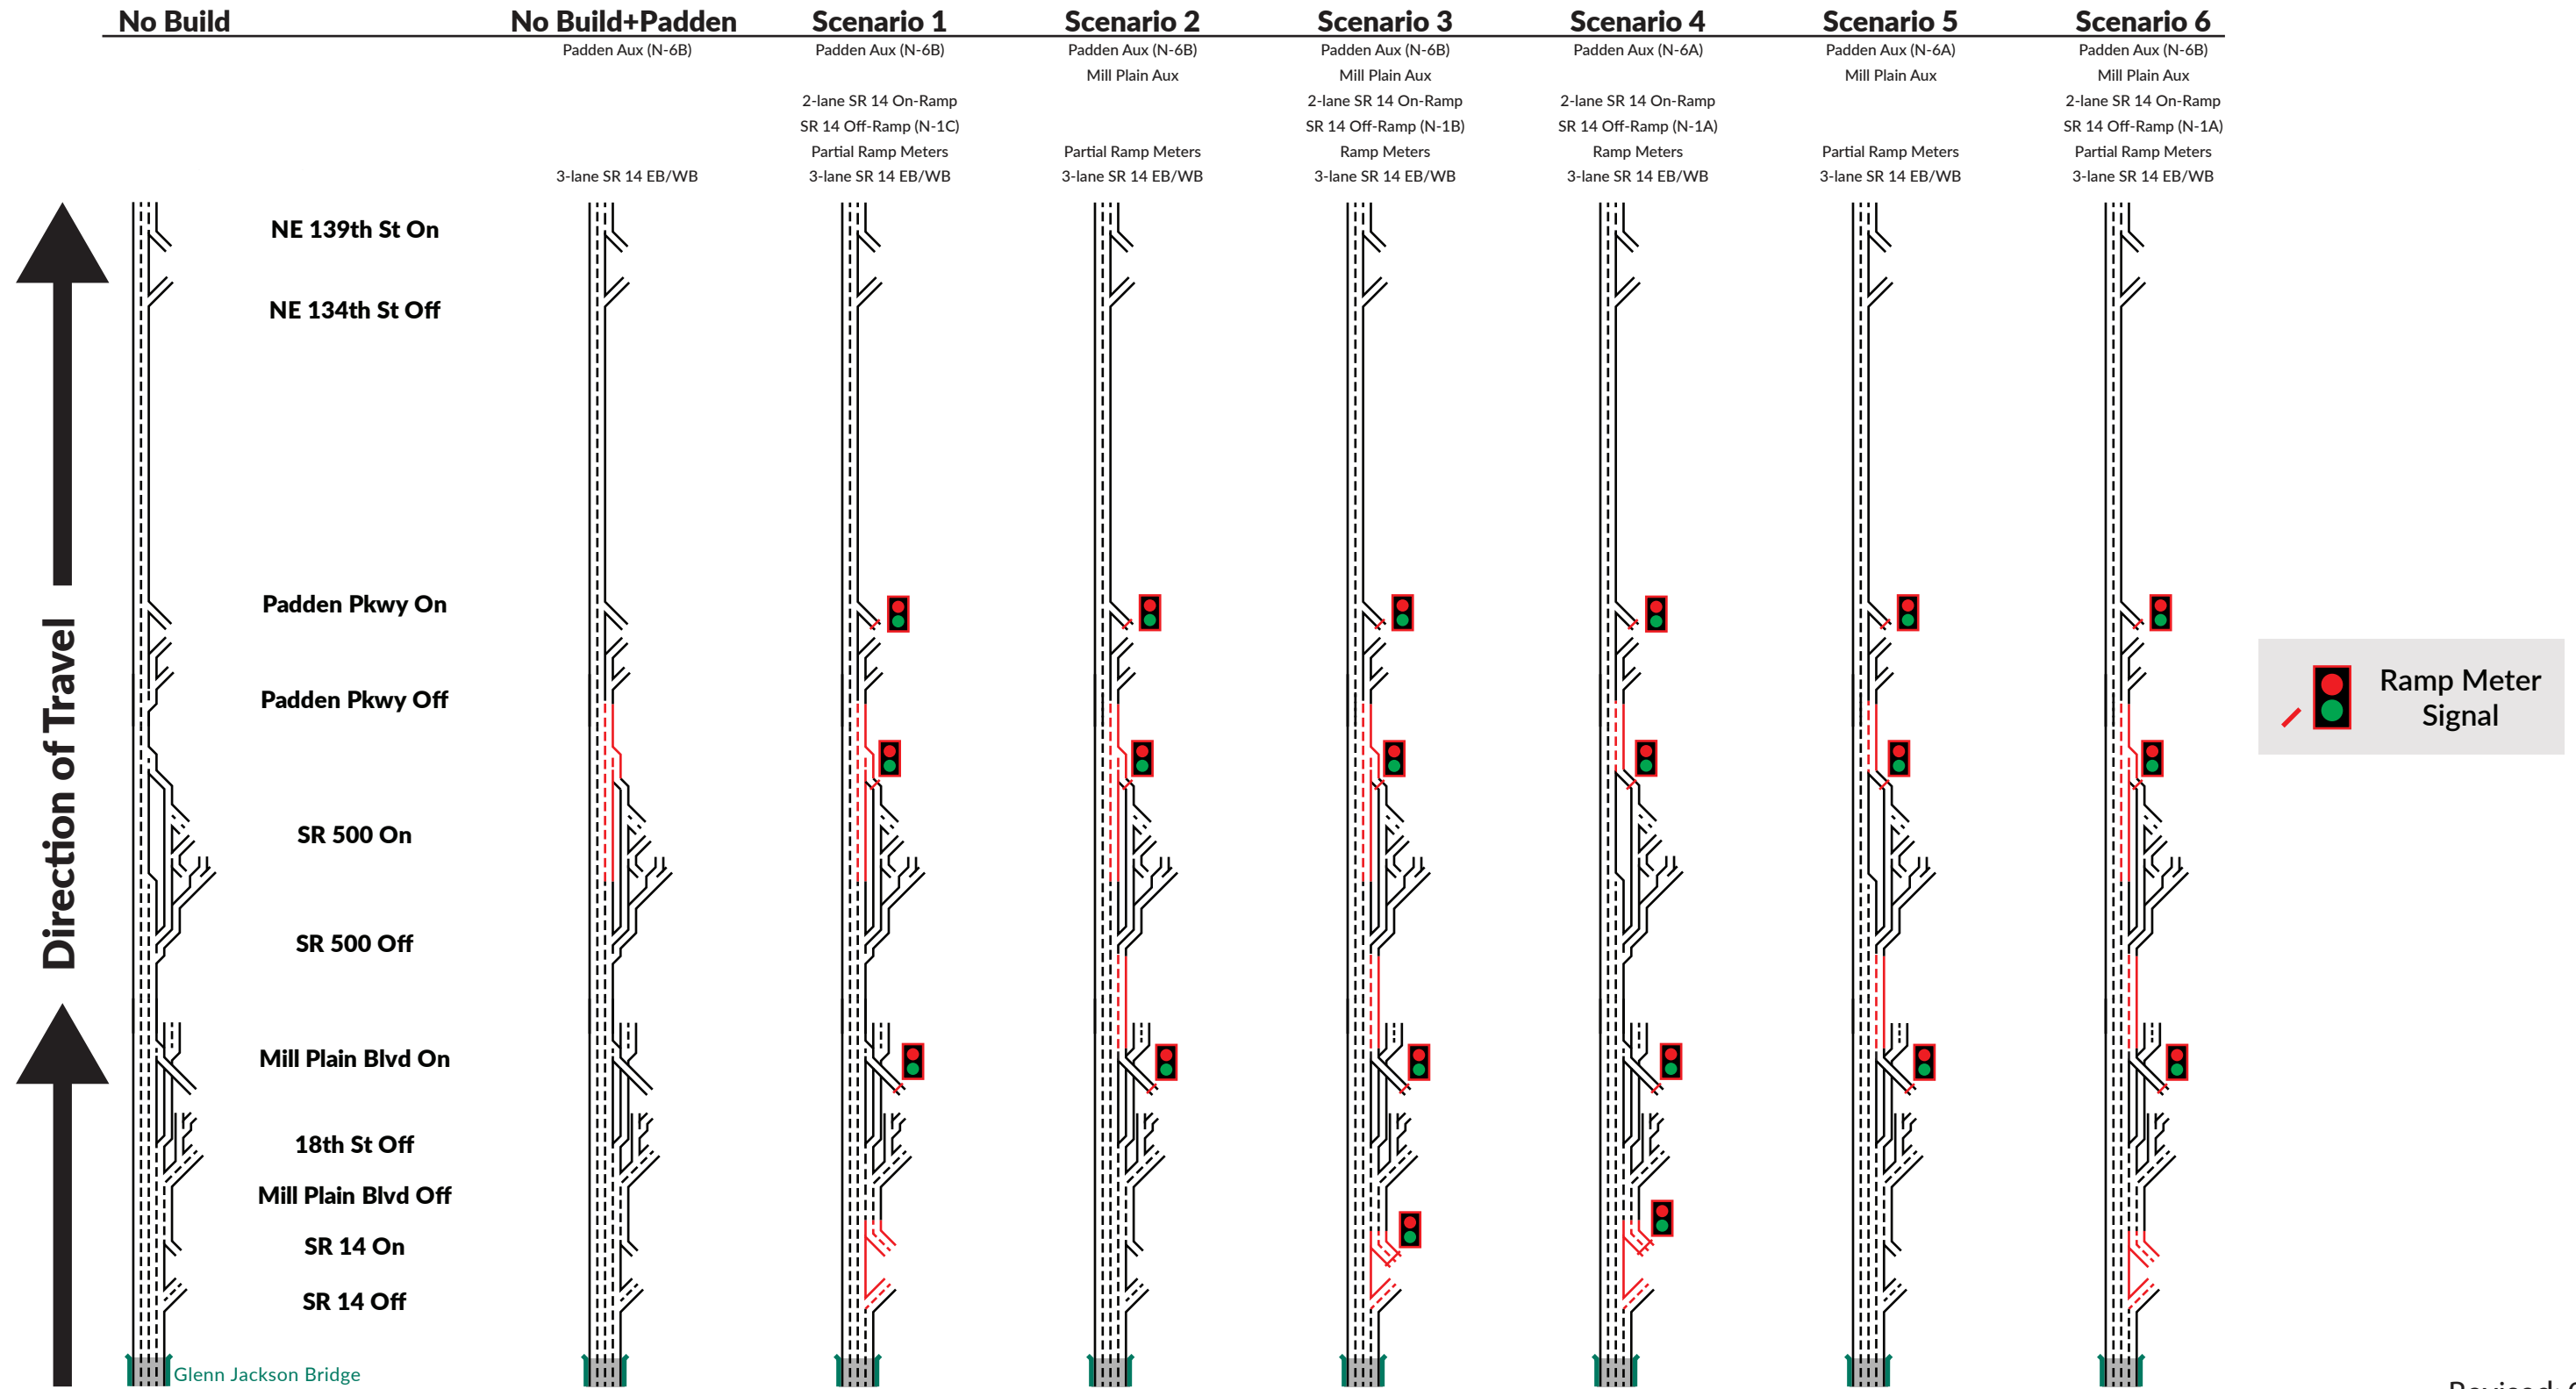 No Build
No Build+Padden
Scenario 1
Scenario 2
Scenario 3
Scenario 4
Scenario 5
Scenario 6
Padden Aux (N-6B)
Padden Aux (N-6B)
Padden Aux (N-6B)
Padden Aux (N-6B)
Padden Aux (N-6A)
Padden Aux (N-6A)
Padden Aux (N-6B)
Mill Plain Aux
Mill Plain Aux
Mill Plain Aux
Mill Plain Aux
2-lane SR 14 On-Ramp
2-lane SR 14 On-Ramp
2-lane SR 14 On-Ramp
2-lane SR 14 On-Ramp
SR 14 Off-Ramp (N-1C)
SR 14 Off-Ramp (N-1B)
SR 14 Off-Ramp (N-1A)
SR 14 Off-Ramp (N-1A)
Partial Ramp Meters
Partial Ramp Meters
Ramp Meters
Ramp Meters
Partial Ramp Meters
Partial Ramp Meters
3-lane SR 14 EB/WB
3-lane SR 14 EB/WB
3-lane SR 14 EB/WB
3-lane SR 14 EB/WB
3-lane SR 14 EB/WB
3-lane SR 14 EB/WB
3-lane SR 14 EB/WB
NE 139th St On
NE 134th St Off
Padden Pkwy On
Padden Pkwy Off
SR 500 On
SR 500 Off
Mill Plain Blvd On
18th St Off
Mill Plain Blvd Off
SR 14 On
SR 14 Off
Glenn Jackson Bridge
Direction of Travel
Ramp Meter
Signal